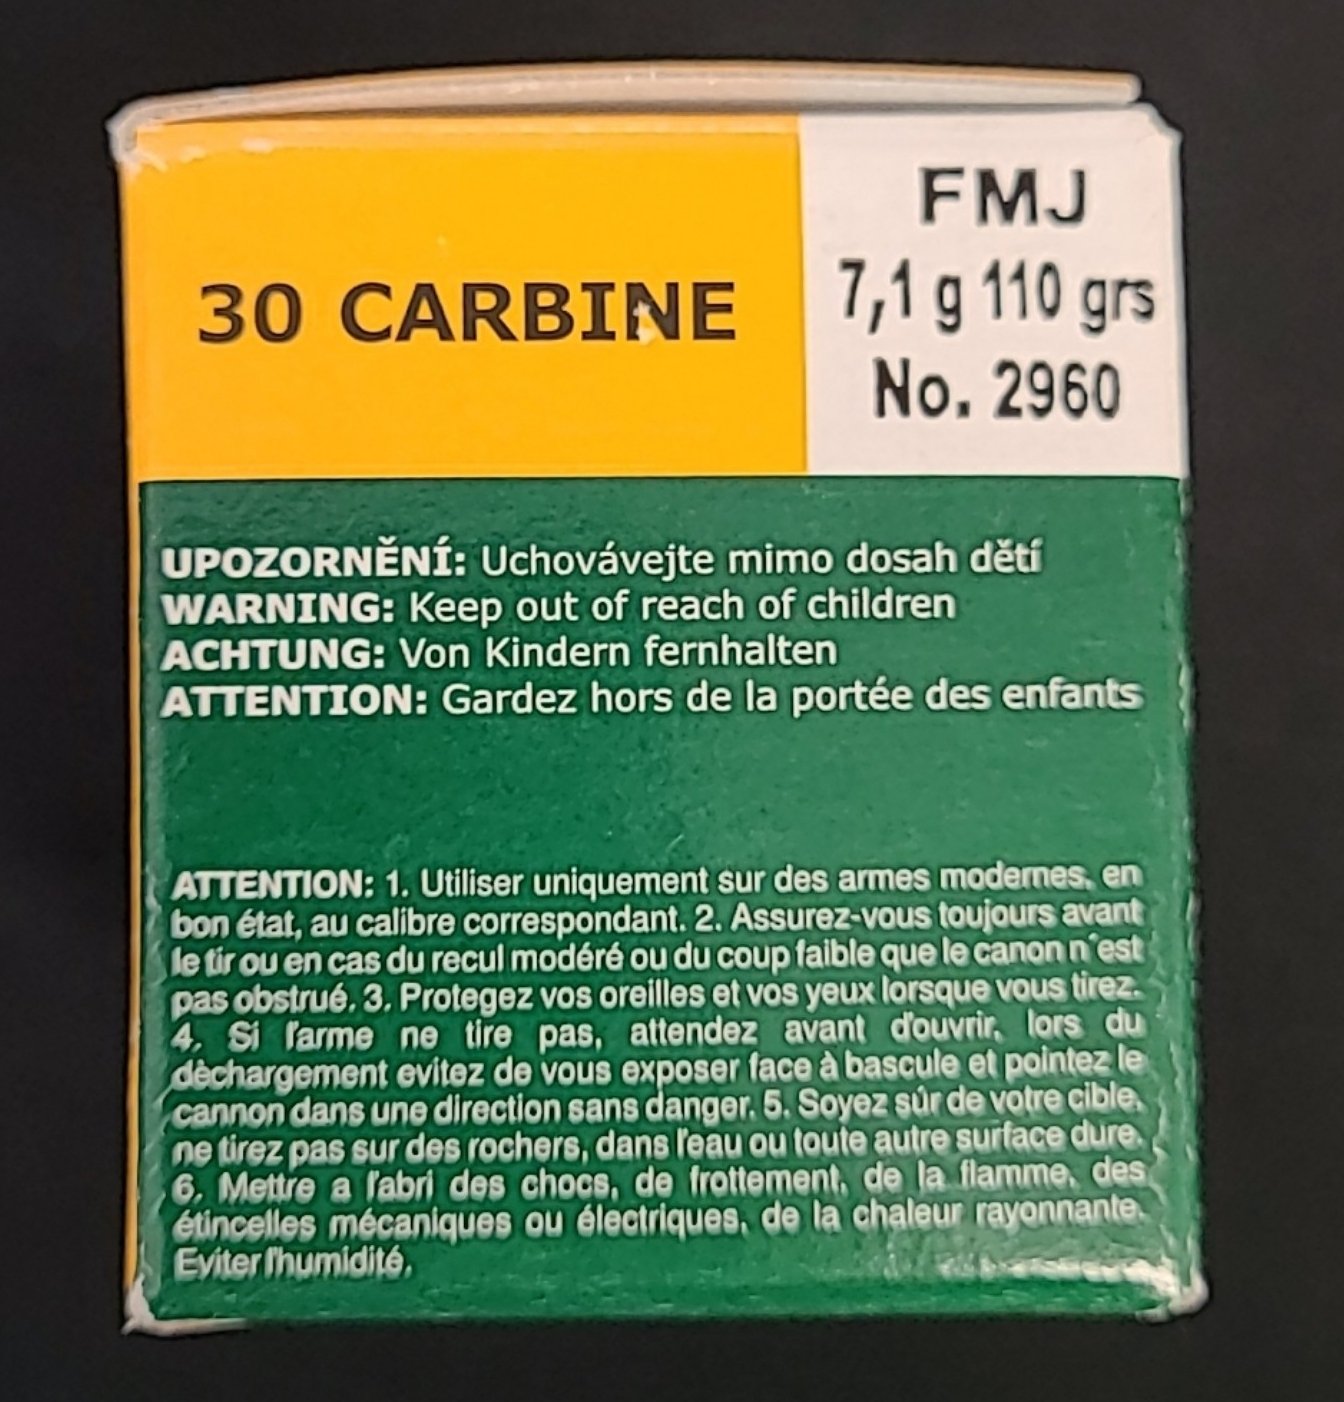 30 CARBINE
FMJ
7,1 g 110 grs
No. 2960
UPOZORNĚNÍ: Uchovávejte mimo dosah dětí
WARNING: Keep out of reach of children
ACHTUNG: Von Kindern fernhalten
ATTENTION: Gardez hors de la portée des enfants
ATTENTION: 1. Utiliser uniquement sur des armes modernes, en
bon état, au calibre correspondant. 2. Assurez-vous toujours avant
le tir ou en cas du recul modéré ou du coup faible que le canon n´est
pas obstrué. 3. Protegez vos oreilles et vos yeux lorsque vous tirez.
4. Si l'arme ne tire pas, attendez avant d'ouvrir, lors du
dèchargement evitez de vous exposer face à bascule et pointez le
cannon dans une direction sans danger. 5. Soyez sûr de votre cible,
ne tirez pas sur des rochers, dans l'eau ou toute autre surface dure.
6. Mettre a l'abri des chocs, de frottement, de la flamme, des
étincelles mécaniques ou électriques, de la chaleur rayonnante.
Eviter l'humidité.